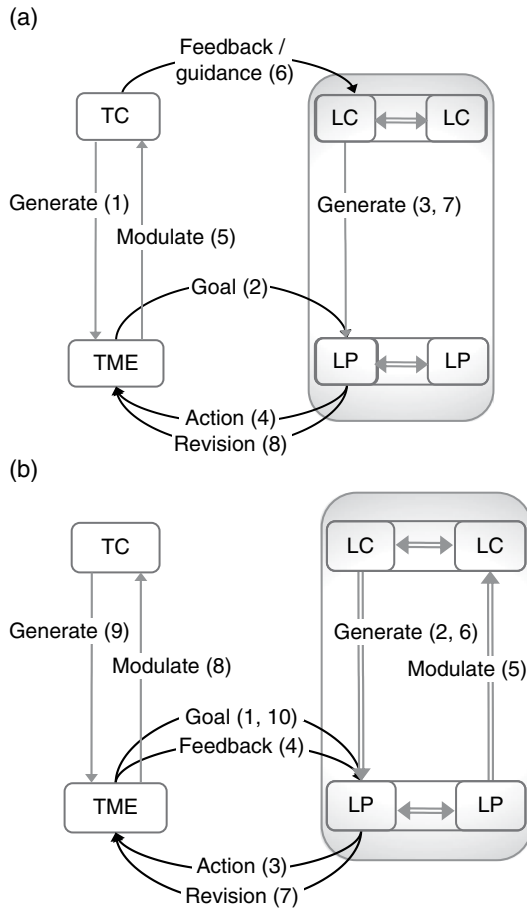 (a)
Feedback /
guidance (6)
TC
LC
LC
Generate (1)
Generate (3, 7)
Modulate (5)
Goal (2)
TME
LP
LP
Action (4)
Revision (8)
(b)
TC
LC
LC
Generate (9)
Generate (2, 6)
Modulate (8)
Modulate (5)
Goal (1, 10)
Feedback (4)
TME
LP
LP
Action (3)
Revision (7)